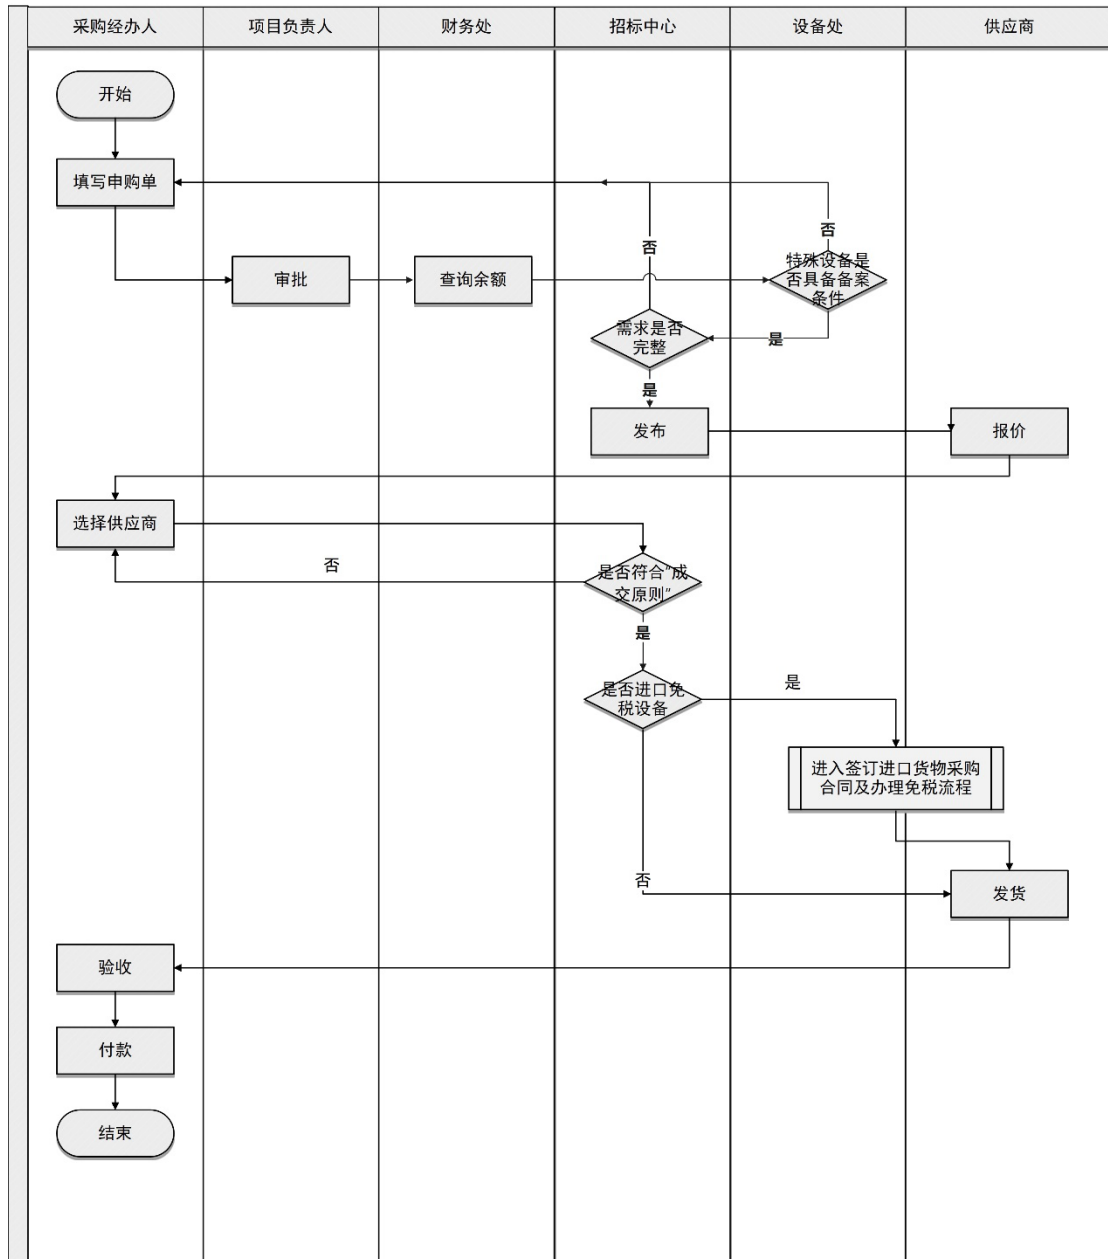 采购经办人
项目负责人
财务处
招标中心
设备处
供应商
开始
填写申购单
否
否
审批
查询余额
特殊设备是
否具备备案
条件
需求是否
完整
是
是
发布
报价
选择供应商
否
是否符合"成
交原则"
是
是否进口免
税设备
是
进入签订进口货物采购
合同及办理免税流程
否
发货
验收
付款
结束